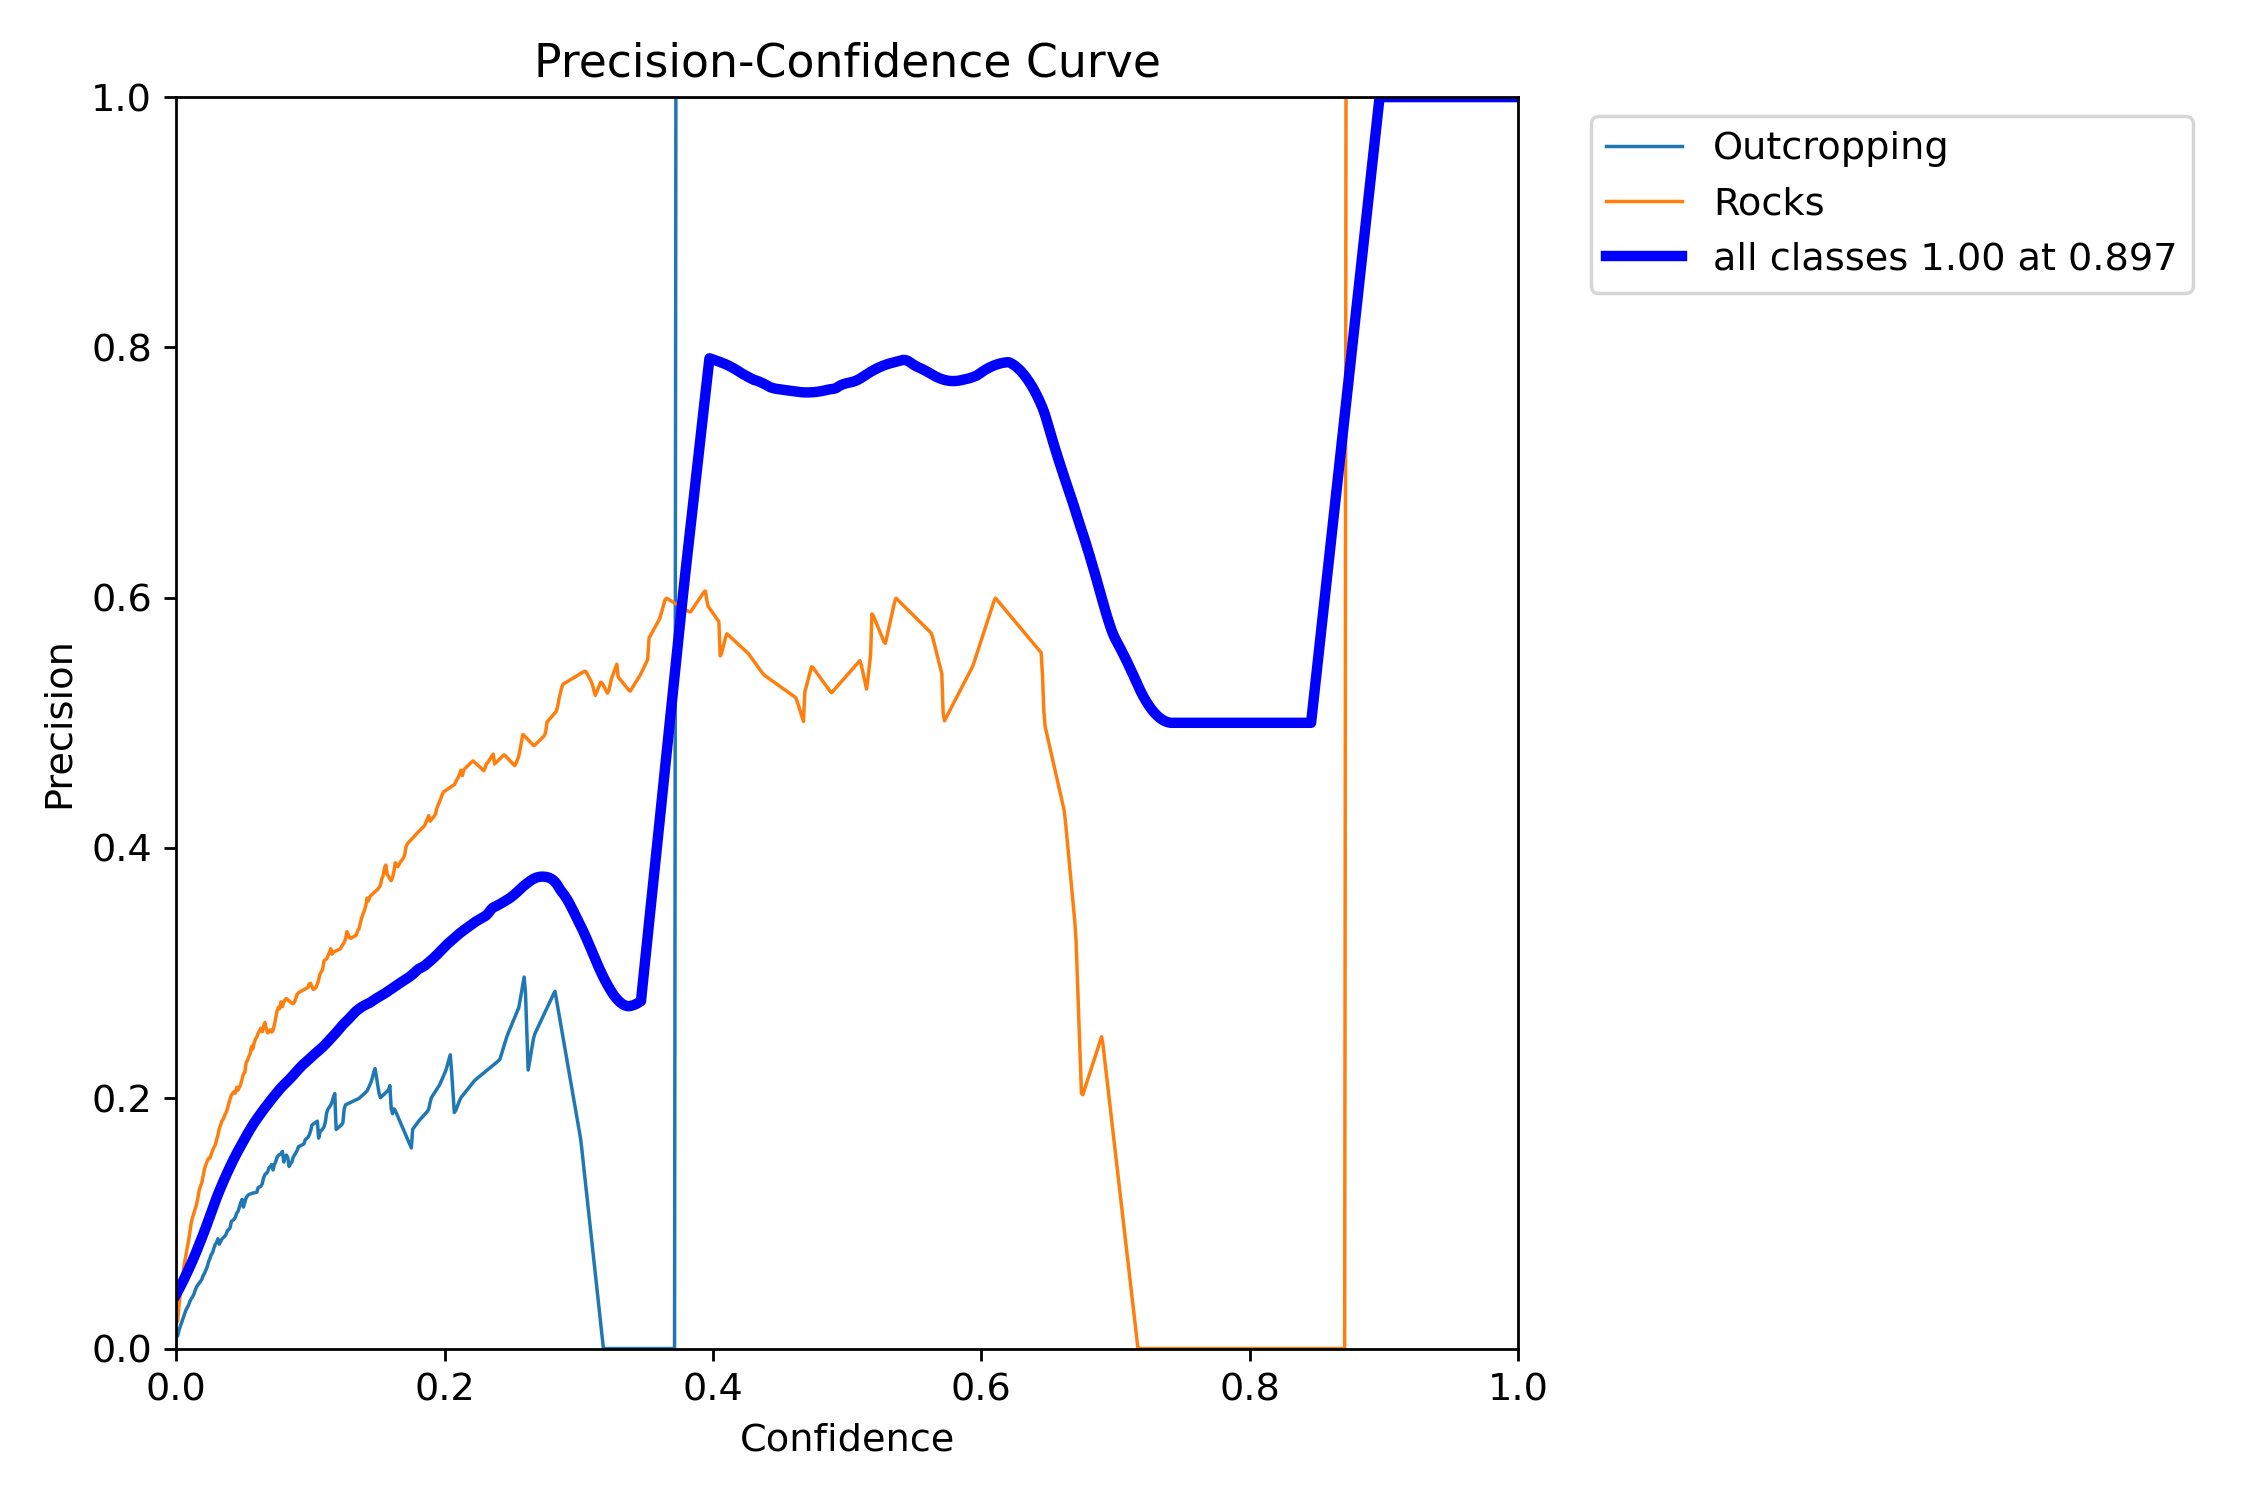 Precision-Confidence Curve
1.0
0.8
0.6
0.4
0.2
0.0
Precision
0.0 0.2 0.4 0.6 0.8 1.0
Confidence
Outcropping
Rocks
all classes 1.00 at 0.897